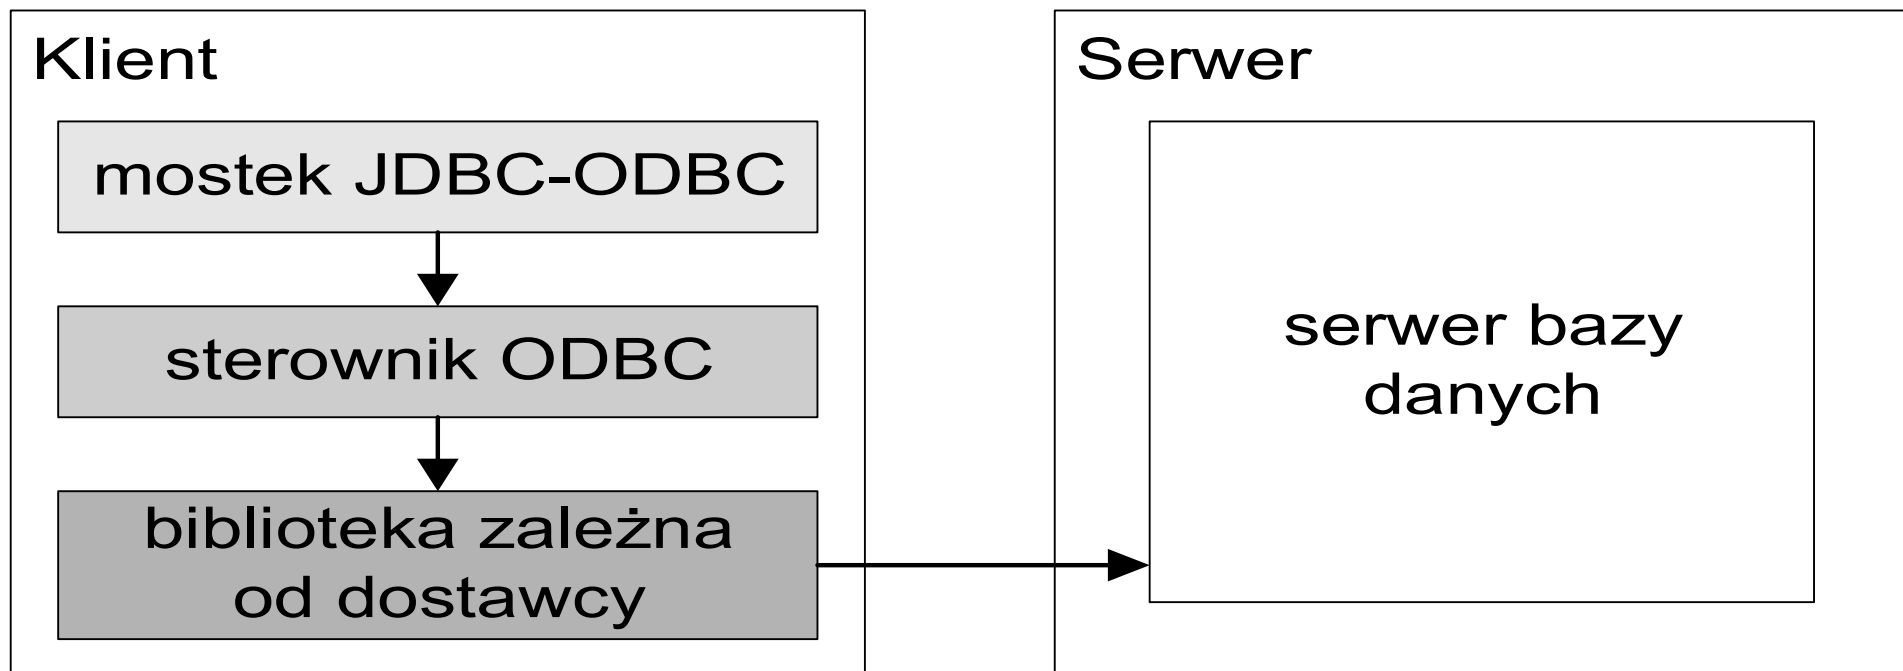 Klient
mostek JDBC-ODBC
sterownik ODBC
biblioteka zależna
od dostawcy
Serwer
serwer bazy
danych